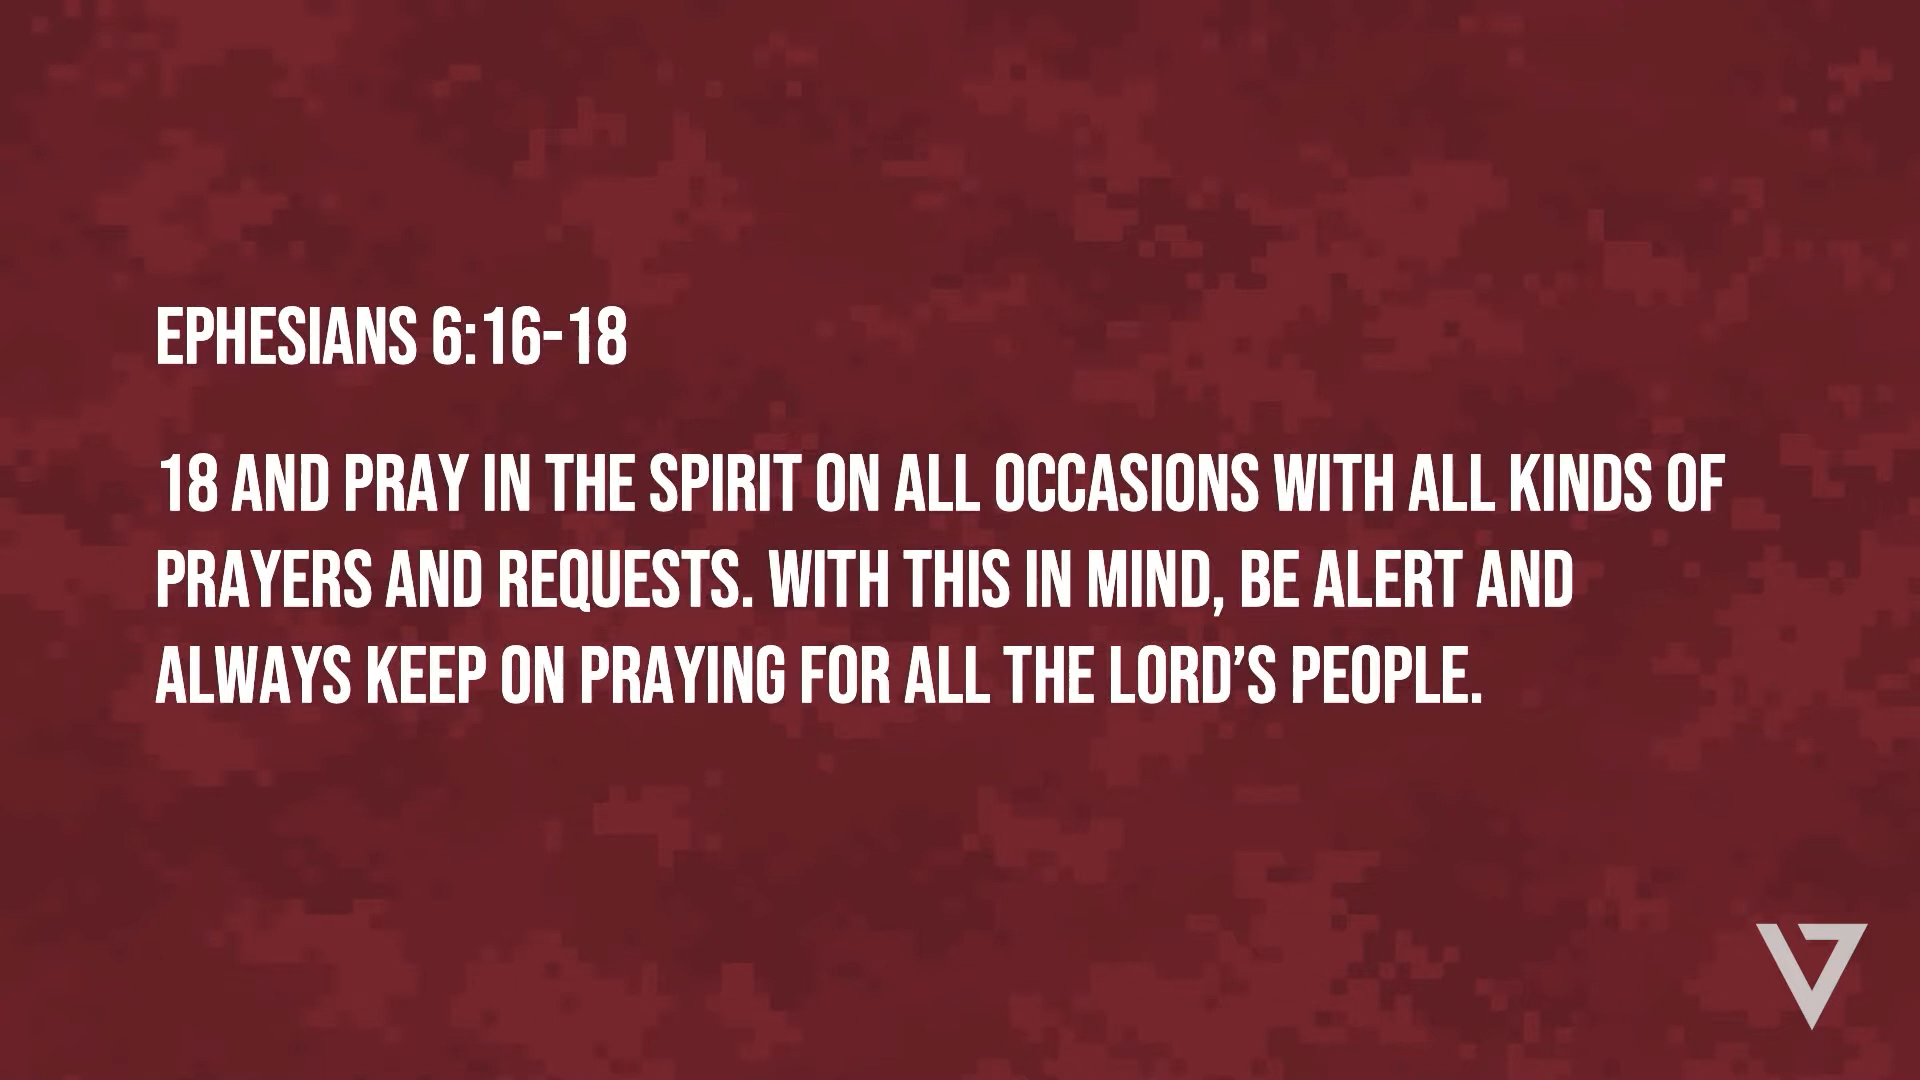 EPHESIANS 6:16-18
18 AND PRAY IN THE SPIRIT ON ALL OCCASIONS WITH ALL KINDS OF
PRAYERS AND REQUESTS. WITH THIS IN MIND, BE ALERT AND
ALWAYS KEEP ON PRAYING FOR ALL THE LORD’S PEOPLE.